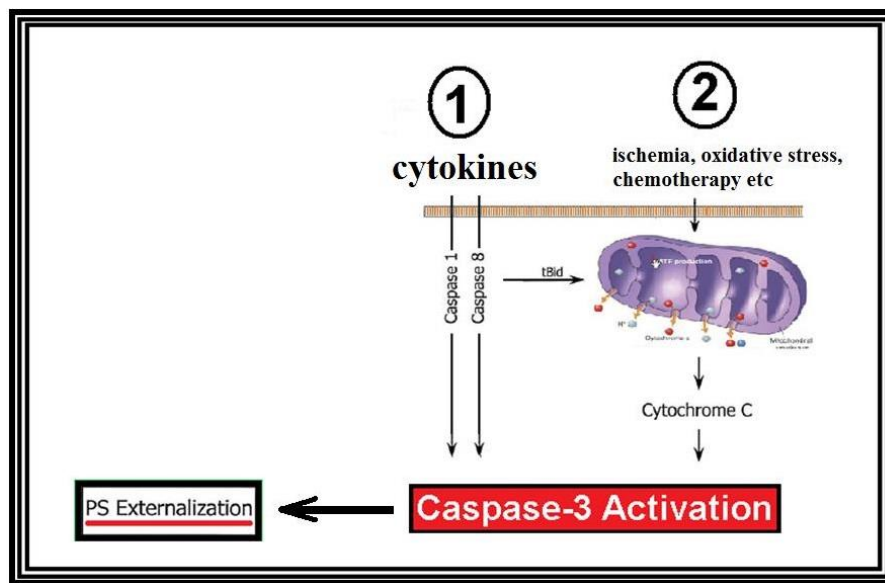 1
2
cytokines
ischemia, oxidative stress,
chemotherapy etc
Caspase 1
Caspase 8
tBid
production
H⁺
Cytochrome c
Mitochondrial
Cytochrome C
PS Externalization
Caspase-3 Activation